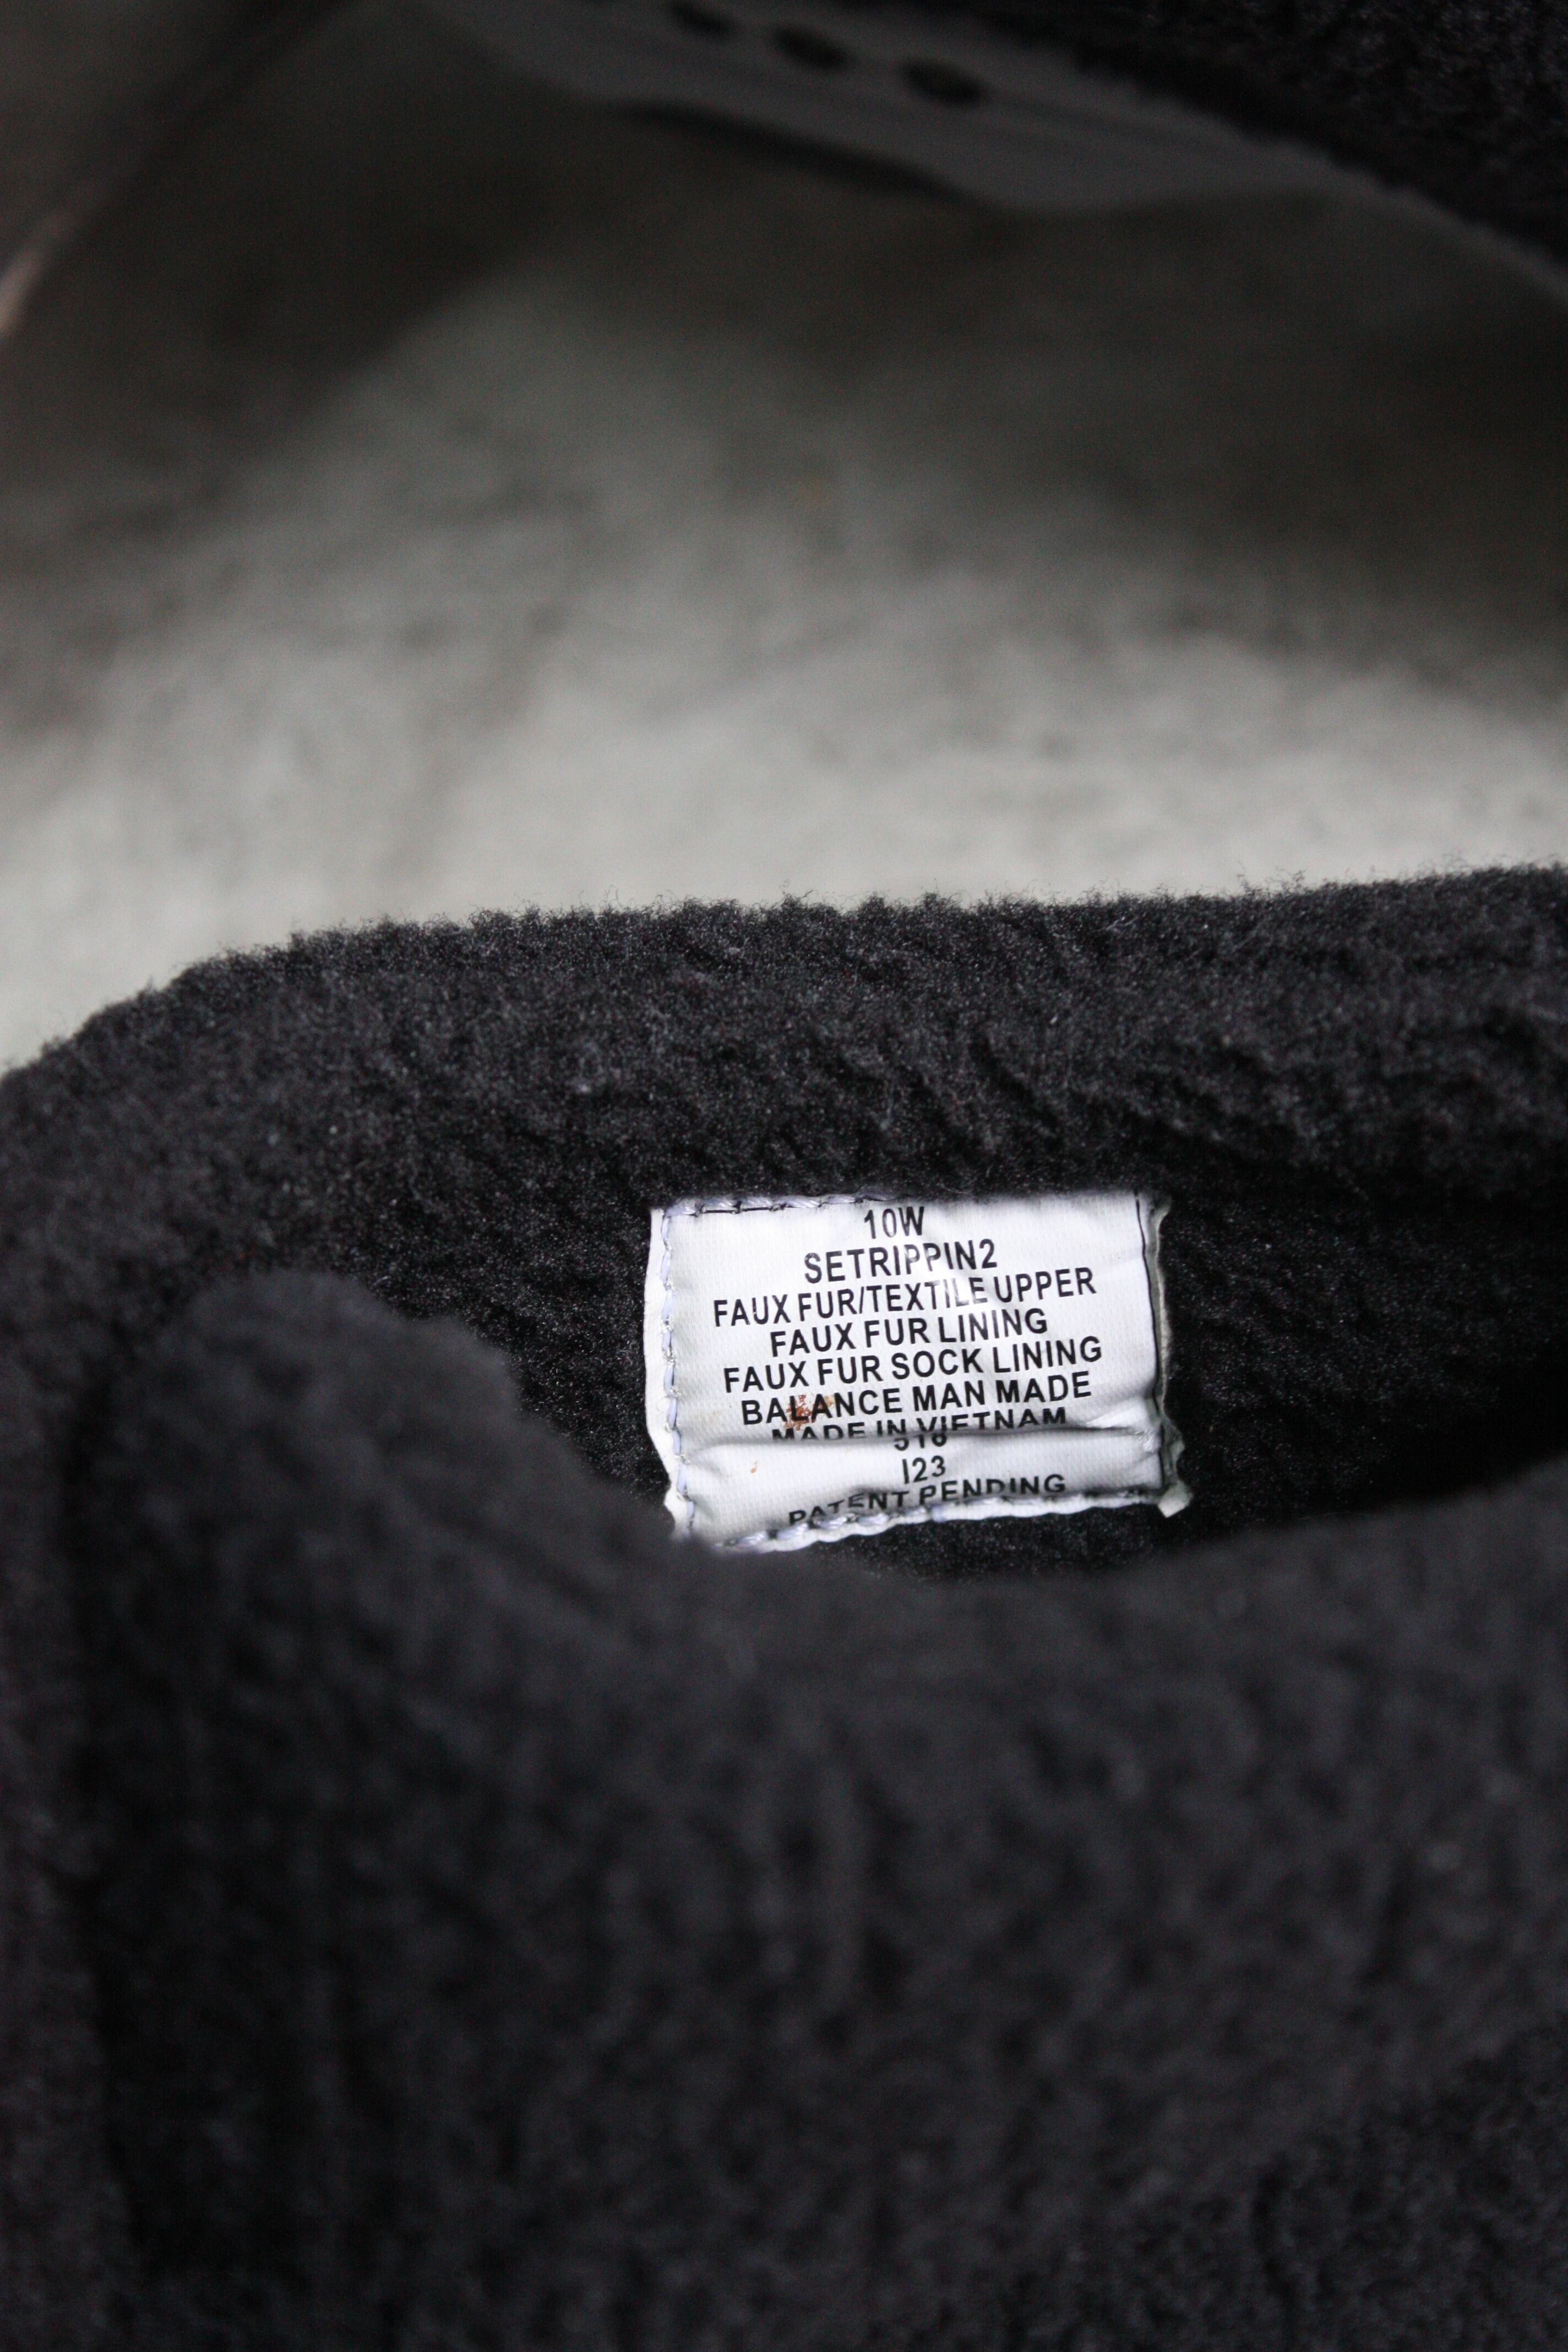 10W
SETRIPPIN2
FAUX FUR/TEXTILE UPPER
FAUX FUR LINING
FAUX FUR SOCK LINING
BALANCE MAN MADE
MADE IN VIETNAM
I23
PATENT PENDING